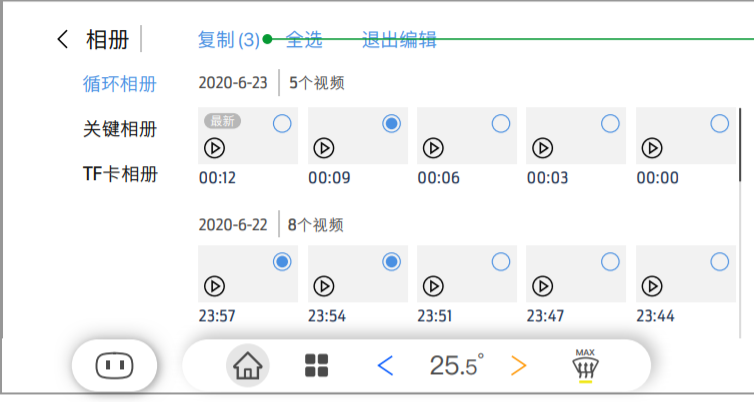 相册 复制(3) 全选 退出编辑
循环相册
关键相册
TF卡相册
2020-6-23 5个视频
最新
00:12 00:09 00:06 00:03 00:00
2020-6-22 8个视频
23:57 23:54 23:51 23:47 23:44
25.5° MAX